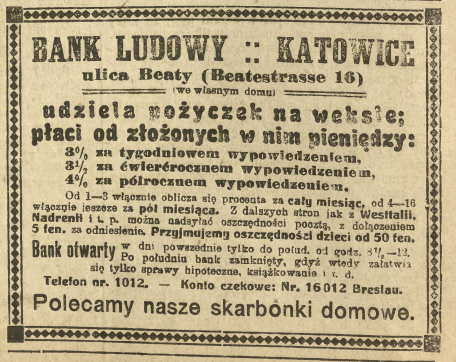 BANK LUDOWY :: KATOWICE
ulica Beaty (Beatestrasse 16)
(we własnym domu)
udziela pożyczek na weksle;
płaci od złożonych w nim pieniędzy:
3% za tygodniowem wypowiedzeniem,
3½ za ćwierćrocznem wypowiedzeniem,
4% za półrocznem wypowiedzeniem.
Od 1—3 wkłady oblicza się procenta za cały miesiąc, od 4—16
włącznie jeszcze za pół miesiąca. Z dalszych stron jak z Westfalii,
Nadrenii i t. p. można nadsyłać oszczędności pocztą, z dołączeniem
5 fen. za odniesienie. Przyjmujemy oszczędności dzieci od 50 fen.
Bank otwarty w dni powszednie tylko do połud. od godz. 8½—12.
Po południu bank zamknięty, gdyż wtedy załatwia
się tylko sprawy hipoteczne, książkowanie i t. d.
Telefon nr. 1012. — Konto czekowe: Nr. 16012 Breslau.
Polecamy nasze skarbonki domowe.